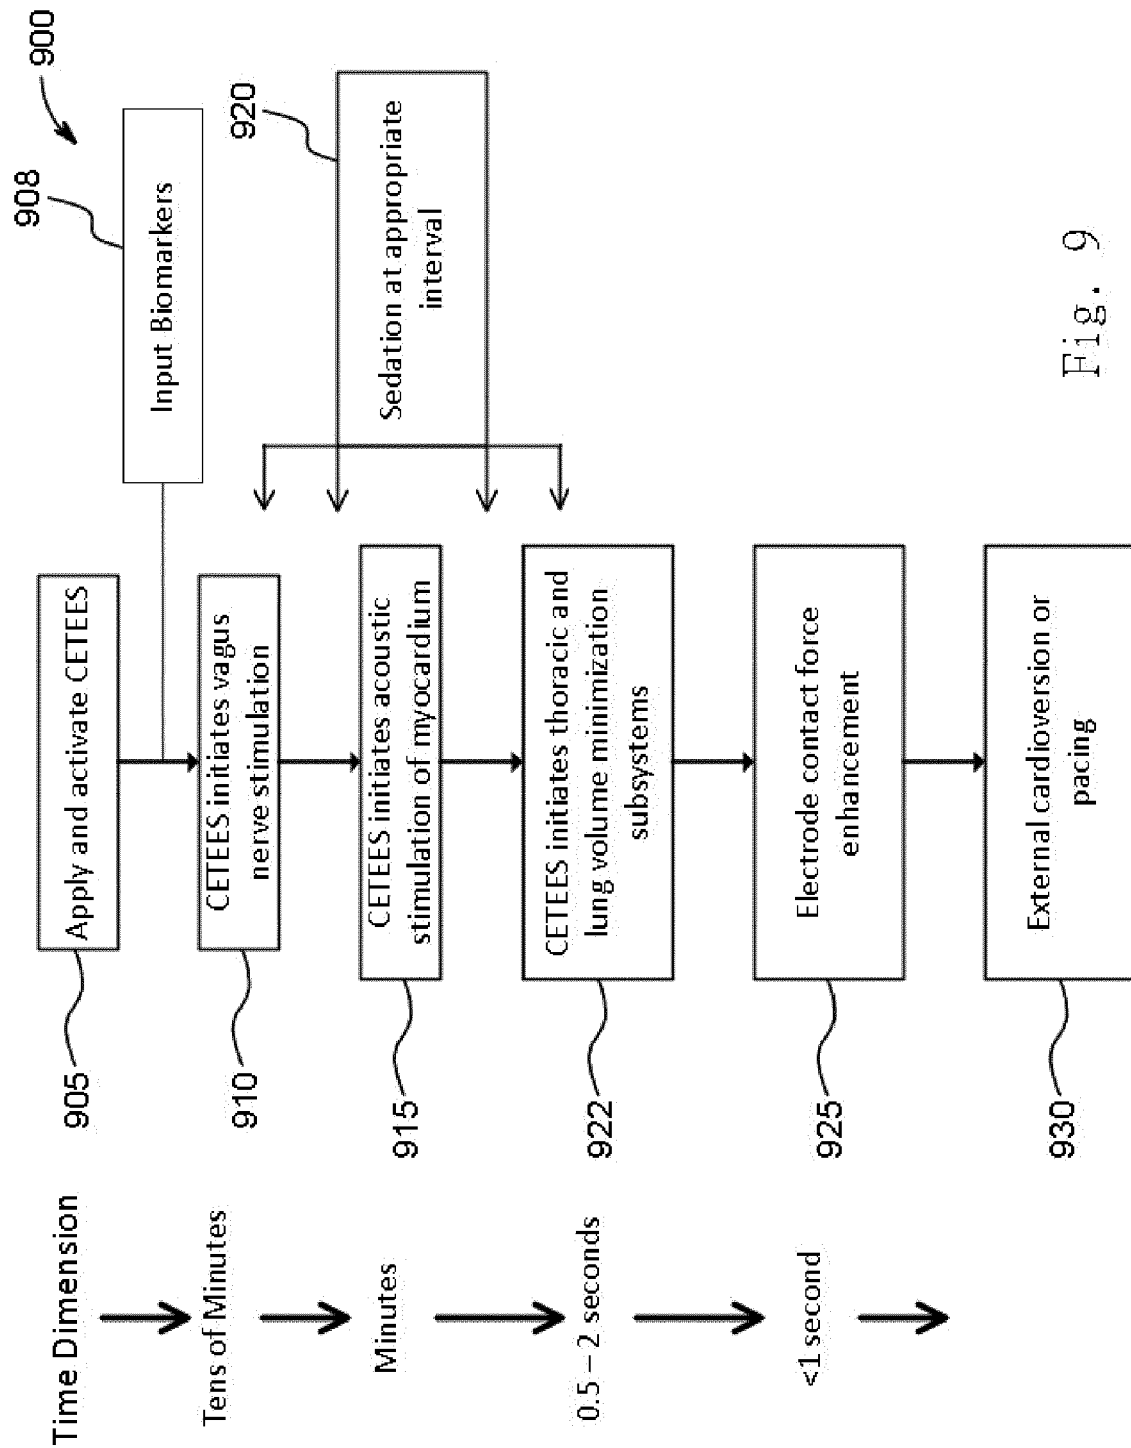 900
Time Dimension
905
Apply and activate CETEES
908
Input Biomarkers
Tens of Minutes
910
CETEES initiates vagus
nerve stimulation
920
Sedation at appropriate
interval
Minutes
915
CETEES initiates acoustic
stimulation of myocardium
0.5 – 2 seconds
922
CETEES initiates thoracic and
lung volume minimization
subsystems
<1 second
925
Electrode contact force
enhancement
930
External cardioversion or
pacing
Fig. 9